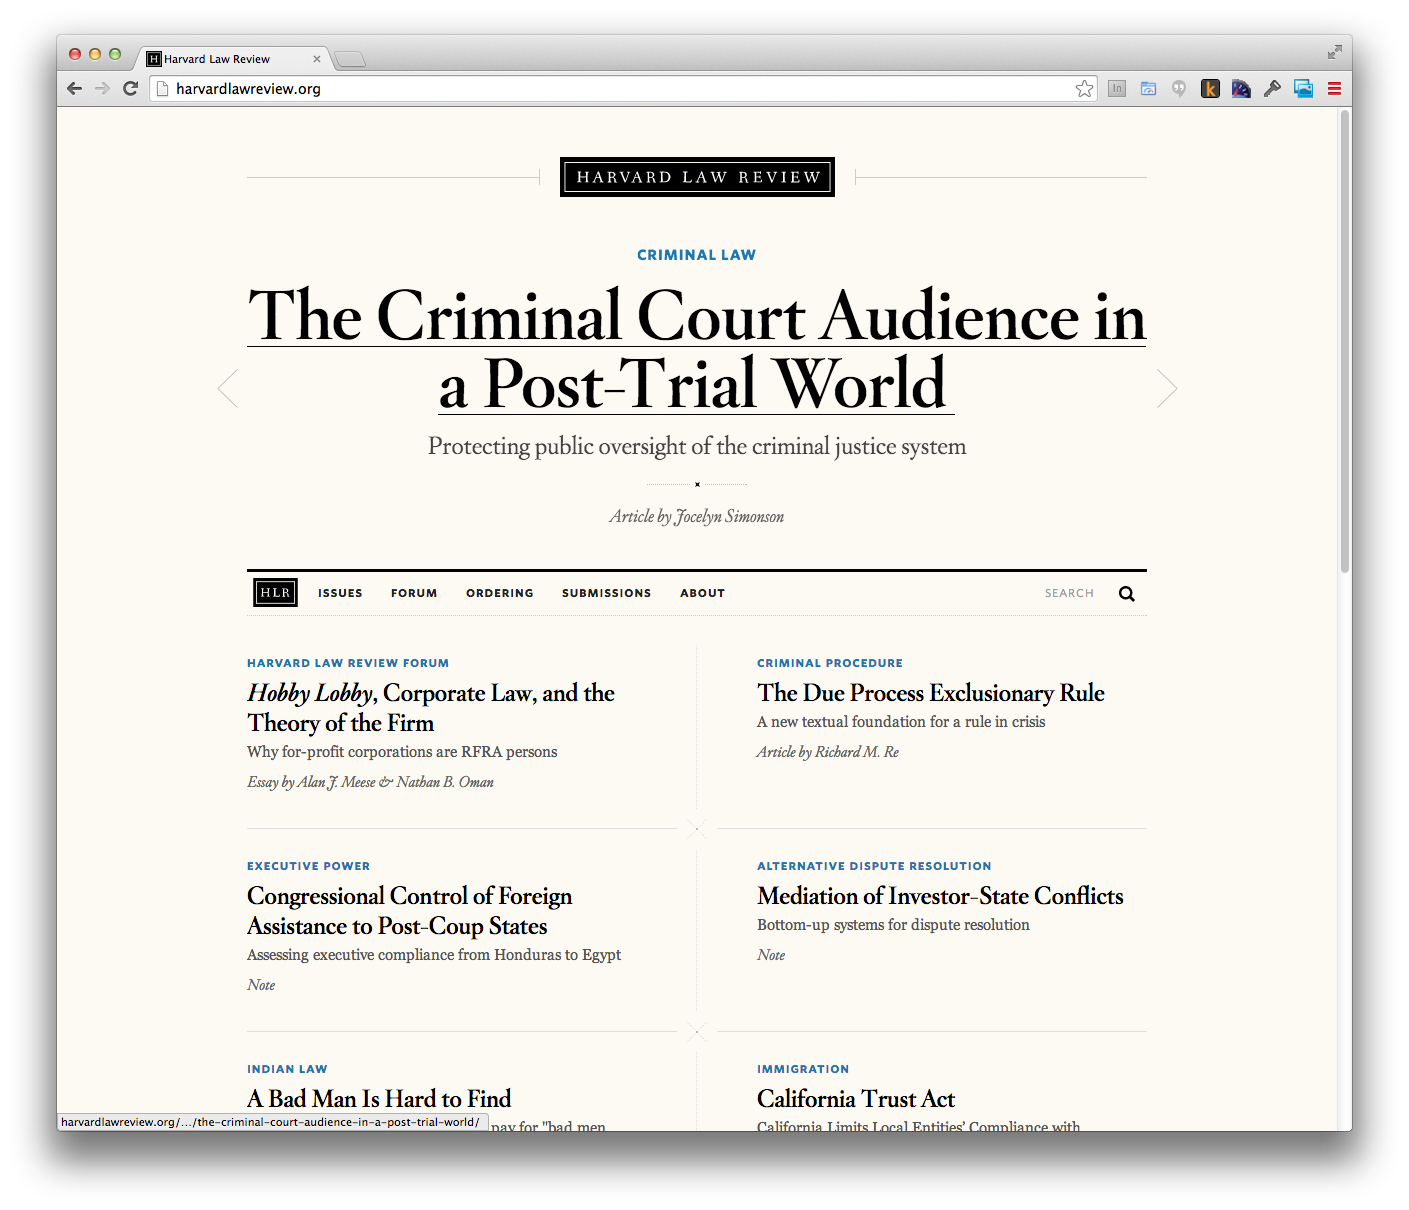 Harvard Law Review
harvardlawreview.org
HARVARD LAW REVIEW
CRIMINAL LAW
The Criminal Court Audience in
a Post-Trial World
Protecting public oversight of the criminal justice system
Article by Jocelyn Simonson
HLR ISSUES FORUM ORDERING SUBMISSIONS ABOUT SEARCH
HARVARD LAW REVIEW FORUM
Hobby Lobby, Corporate Law, and the
Theory of the Firm
Why for-profit corporations are RFRA persons
Essay by Alan J. Meese & Nathan B. Oman
CRIMINAL PROCEDURE
The Due Process Exclusionary Rule
A new textual foundation for a rule in crisis
Article by Richard M. Re
EXECUTIVE POWER
Congressional Control of Foreign
Assistance to Post-Coup States
Assessing executive compliance from Honduras to Egypt
Note
ALTERNATIVE DISPUTE RESOLUTION
Mediation of Investor-State Conflicts
Bottom-up systems for dispute resolution
Note
INDIAN LAW
A Bad Man Is Hard to Find
pay for "bad men
IMMIGRATION
California Trust Act
California Limits Local Entities' Compliance with
harvardlawreview.org/.../the-criminal-court-audience-in-a-post-trial-world/